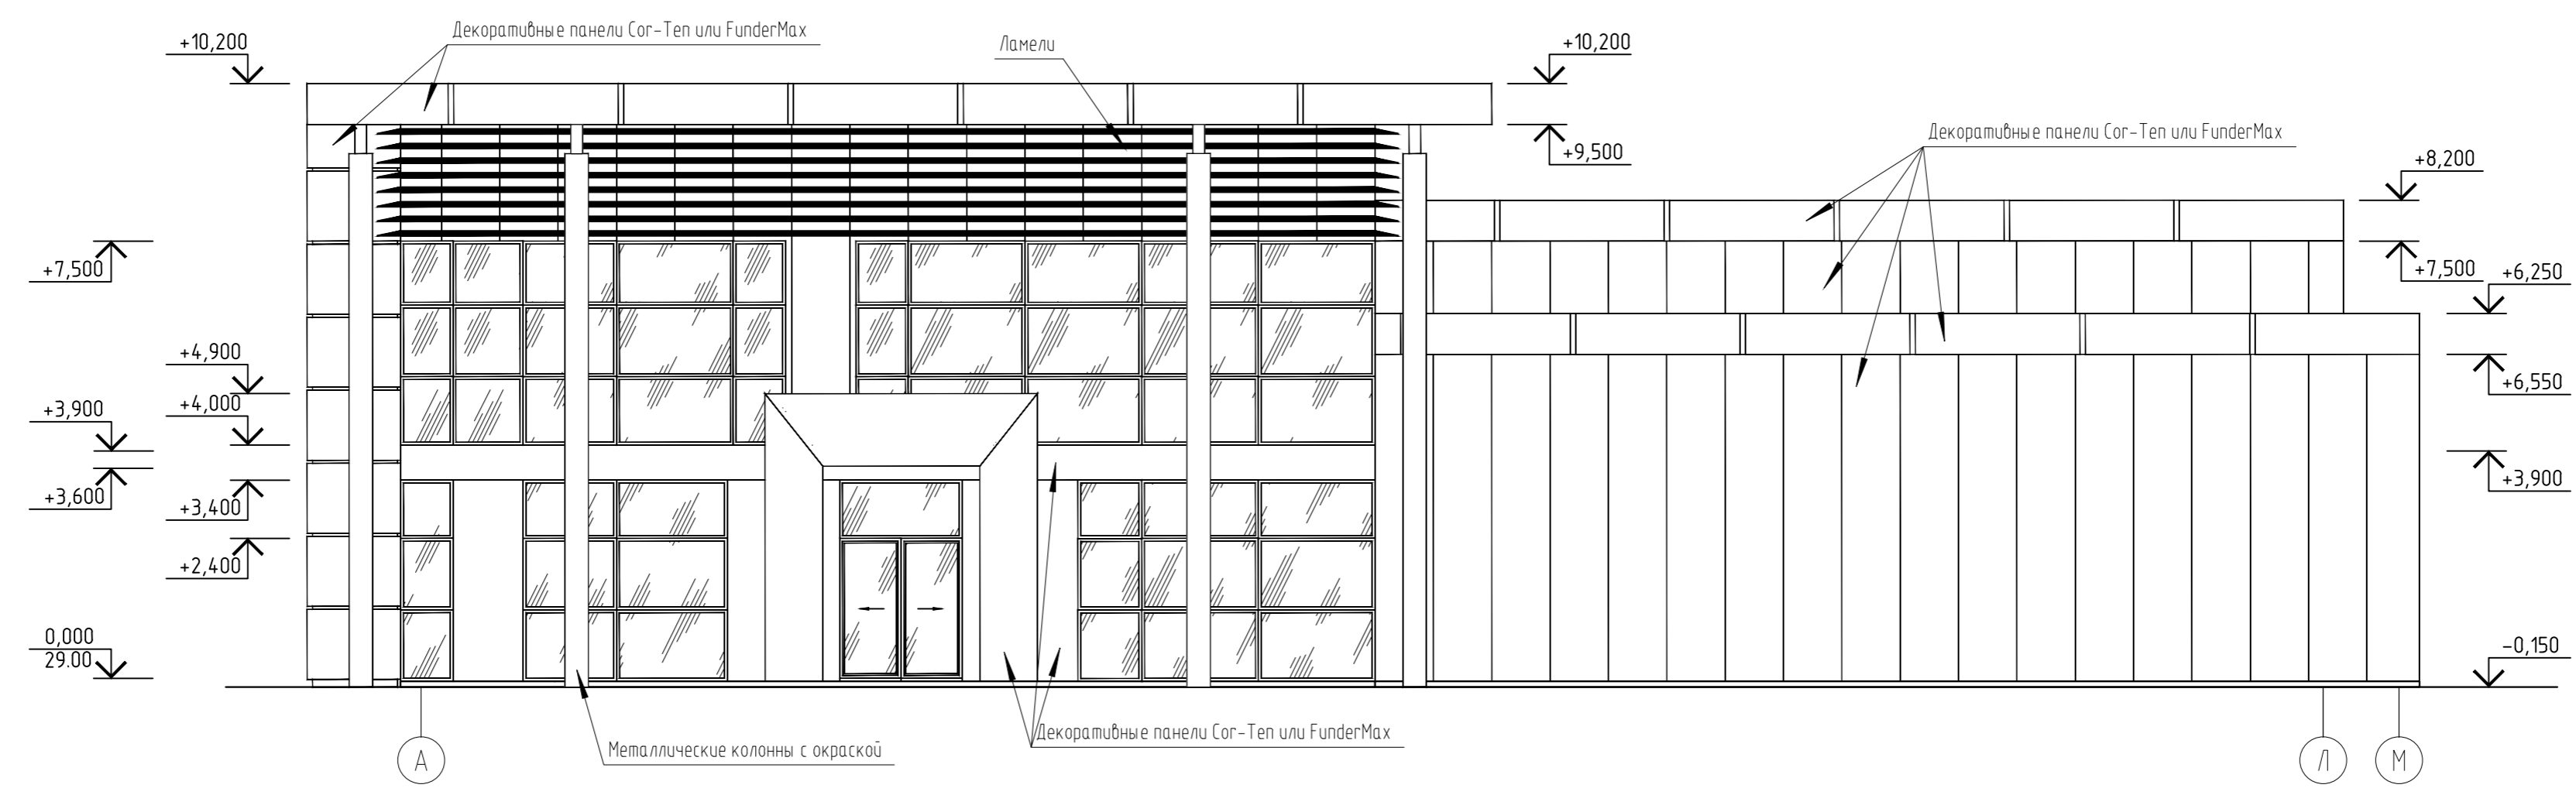 Декоративные панели Cor-Ten или FunderMax
Ламели
+10,200
+10,200
+9,500
Декоративные панели Cor-Ten или FunderMax
+8,200
+7,500
+7,500
+6,250
+4,900
+6,550
+3,900
+4,000
+3,900
+3,600
+3,400
+2,400
0,000
29.00
-0,150
Декоративные панели Cor-Ten или FunderMax
Металлические колонны с окраской
А
Л
М